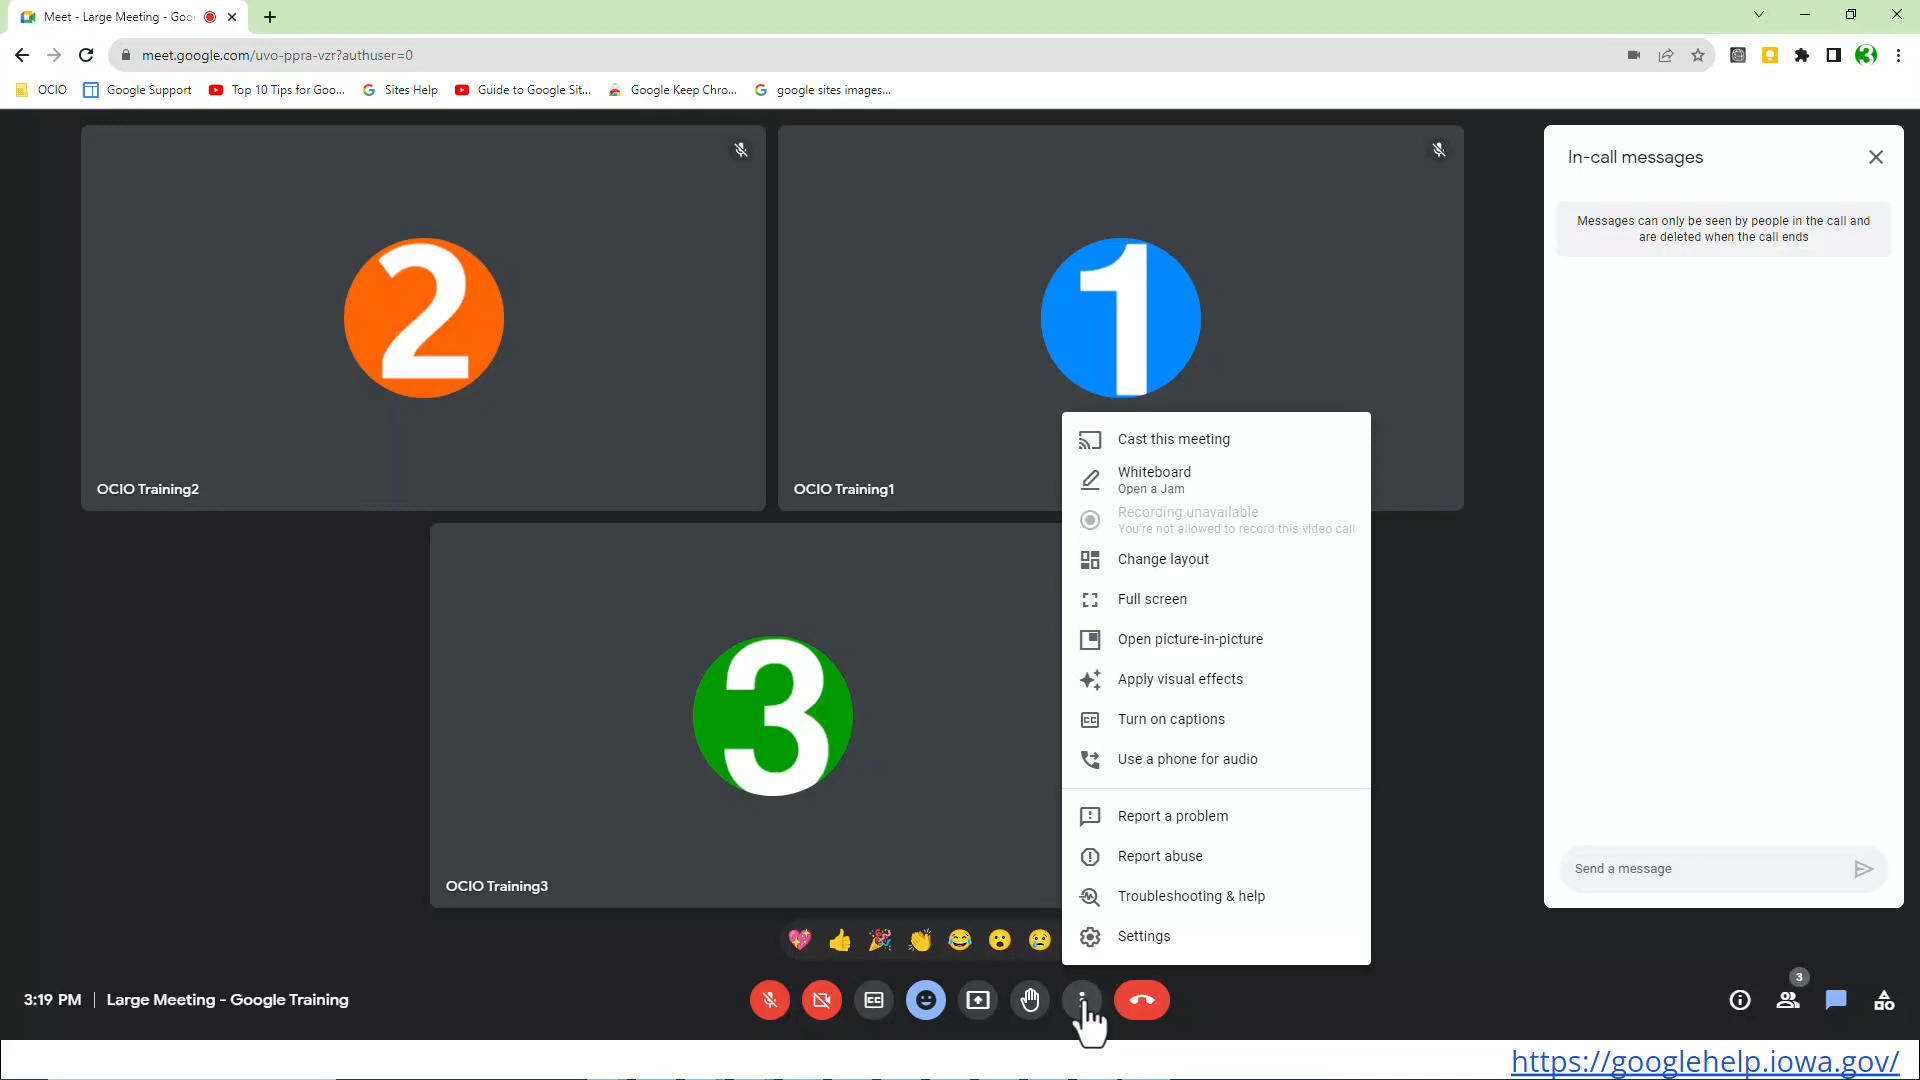 Meet - Large Meeting - Goo
meet.google.com/uvo-ppra-vzr?authuser=0
3
OCIO
Google Support
Top 10 Tips for Goo...
Sites Help
Guide to Google Sit...
Google Keep Chro...
google sites images...
2
OCIO Training2
1
OCIO Training1
3
OCIO Training3
In-call messages
Messages can only be seen by people in the call and
are deleted when the call ends
Send a message
Cast this meeting
Whiteboard
Open a Jam
Recording unavailable
You're not allowed to record this video call
Change layout
Full screen
Open picture-in-picture
Apply visual effects
Turn on captions
Use a phone for audio
Report a problem
Report abuse
Troubleshooting & help
Settings
3:19 PM | Large Meeting - Google Training
3
https://googlehelp.iowa.gov/